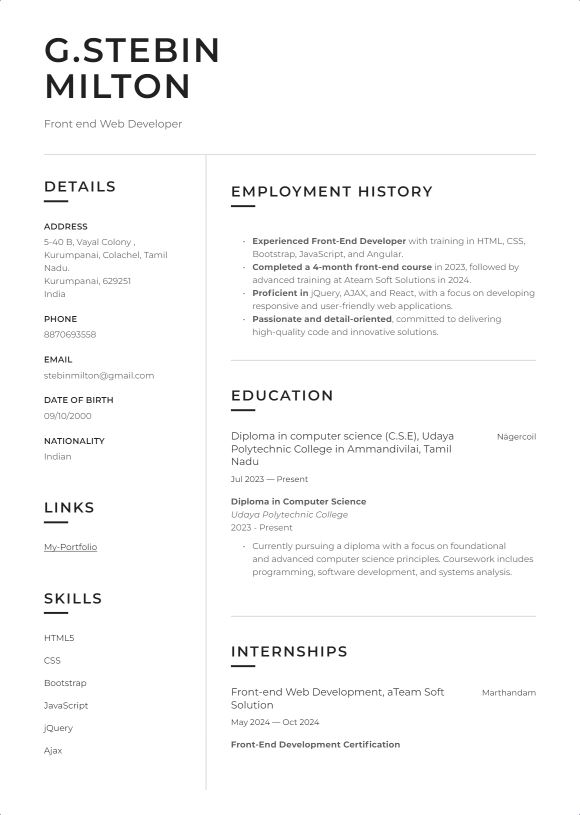 G.STEBIN
MILTON
Front end Web Developer
DETAILS
ADDRESS
5-40 B, Vayal Colony ,
Kurumpanai, Colachel, Tamil
Nadu.
Kurumpanai, 629251
India
PHONE
8870693558
EMAIL
stebinmilton@gmail.com
DATE OF BIRTH
09/10/2000
NATIONALITY
Indian
LINKS
My-Portfolio
SKILLS
HTML5
CSS
Bootstrap
JavaScript
jQuery
Ajax
EMPLOYMENT HISTORY
· Experienced Front-End Developer with training in HTML, CSS,
Bootstrap, JavaScript, and Angular.
· Completed a 4-month front-end course in 2023, followed by
advanced training at Ateam Soft Solutions in 2024.
· Proficient in jQuery, AJAX, and React, with a focus on developing
responsive and user-friendly web applications.
· Passionate and detail-oriented, committed to delivering
high-quality code and innovative solutions.
EDUCATION
Diploma in computer science (C.S.E), Udaya Nagercoil
Polytechnic College in Ammandivilai, Tamil
Nadu
Jul 2023 — Present
Diploma in Computer Science
Udaya Polytechnic College
2023 - Present
· Currently pursuing a diploma with a focus on foundational
and advanced computer science principles. Coursework includes
programming, software development, and systems analysis.
INTERNSHIPS
Front-end Web Development, aTeam Soft Marthandam
Solution
May 2024 — Oct 2024
Front-End Development Certification